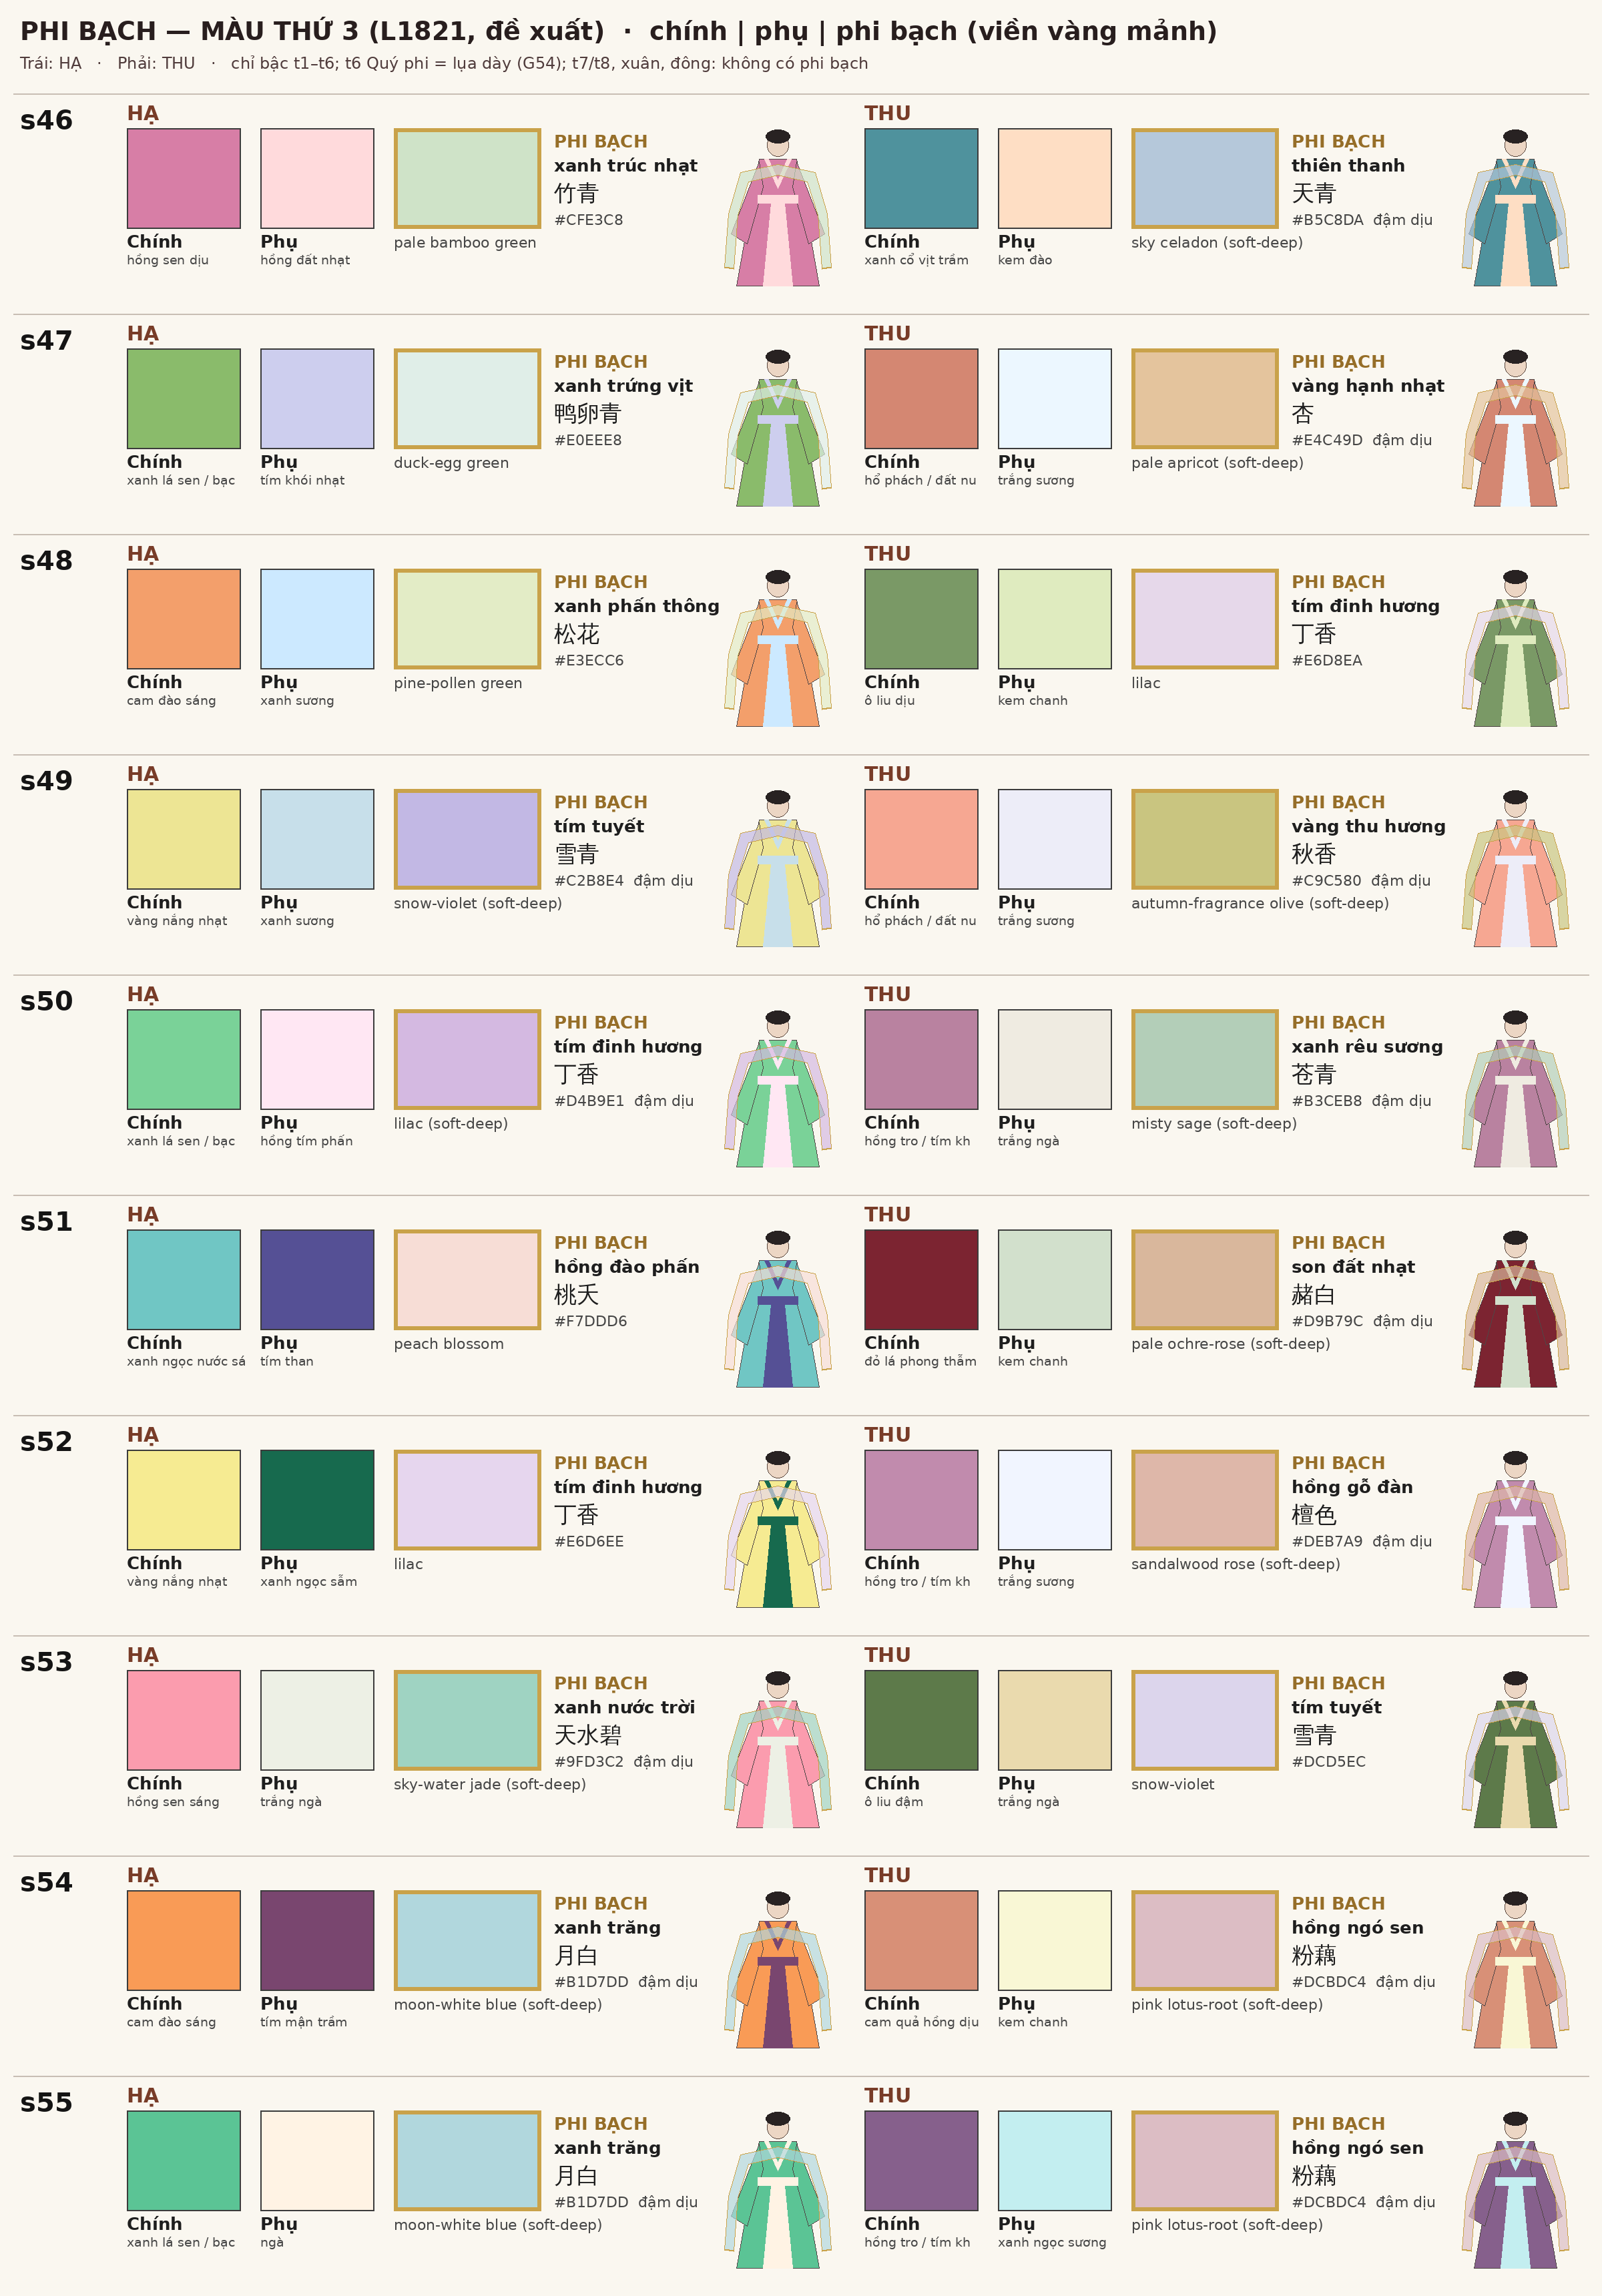 PHI BẠCH — MÀU THỨ 3 (L1821, đề xuất)  ·  chính | phụ | phi bạch (viền vàng mảnh)
Trái: HẠ   ·   Phải: THU   ·   chỉ bậc t1–t6; t6 Quý phi = lụa dày (G54); t7/t8, xuân, đông: không có phi bạch
s46
HẠ
PHI BẠCH
xanh trúc nhạt
竹青
#CFE3C8
Chính
Phụ
pale bamboo green
hồng sen dịu
hồng đất nhạt
THU
PHI BẠCH
thiên thanh
天青
#B5C8DA  đậm dịu
Chính
Phụ
sky celadon (soft-deep)
xanh cổ vịt trầm
kem đào
s47
HẠ
PHI BẠCH
xanh trứng vịt
鸭卵青
#E0EEE8
Chính
Phụ
duck-egg green
xanh lá sen / bạc
tím khói nhạt
THU
PHI BẠCH
vàng hạnh nhạt
杏
#E4C49D  đậm dịu
Chính
Phụ
pale apricot (soft-deep)
hổ phách / đất nu
trắng sương
s48
HẠ
PHI BẠCH
xanh phấn thông
松花
#E3ECC6
Chính
Phụ
pine-pollen green
cam đào sáng
xanh sương
THU
PHI BẠCH
tím đinh hương
丁香
#E6D8EA
Chính
Phụ
lilac
ô liu dịu
kem chanh
s49
HẠ
PHI BẠCH
tím tuyết
雪青
#C2B8E4  đậm dịu
Chính
Phụ
snow-violet (soft-deep)
vàng nắng nhạt
xanh sương
THU
PHI BẠCH
vàng thu hương
秋香
#C9C580  đậm dịu
Chính
Phụ
autumn-fragrance olive (soft-deep)
hổ phách / đất nu
trắng sương
s50
HẠ
PHI BẠCH
tím đinh hương
丁香
#D4B9E1  đậm dịu
Chính
Phụ
lilac (soft-deep)
xanh lá sen / bạc
hồng tím phấn
THU
PHI BẠCH
xanh rêu sương
苍青
#B3CEB8  đậm dịu
Chính
Phụ
misty sage (soft-deep)
hồng tro / tím kh
trắng ngà
s51
HẠ
PHI BẠCH
hồng đào phấn
桃夭
#F7DDD6
Chính
Phụ
peach blossom
xanh ngọc nước sá
tím than
THU
PHI BẠCH
son đất nhạt
赭白
#D9B79C  đậm dịu
Chính
Phụ
pale ochre-rose (soft-deep)
đỏ lá phong thẫm
kem chanh
s52
HẠ
PHI BẠCH
tím đinh hương
丁香
#E6D6EE
Chính
Phụ
lilac
vàng nắng nhạt
xanh ngọc sẫm
THU
PHI BẠCH
hồng gỗ đàn
檀色
#DEB7A9  đậm dịu
Chính
Phụ
sandalwood rose (soft-deep)
hồng tro / tím kh
trắng sương
s53
HẠ
PHI BẠCH
xanh nước trời
天水碧
#9FD3C2  đậm dịu
Chính
Phụ
sky-water jade (soft-deep)
hồng sen sáng
trắng ngà
THU
PHI BẠCH
tím tuyết
雪青
#DCD5EC
Chính
Phụ
snow-violet
ô liu đậm
trắng ngà
s54
HẠ
PHI BẠCH
xanh trăng
月白
#B1D7DD  đậm dịu
Chính
Phụ
moon-white blue (soft-deep)
cam đào sáng
tím mận trầm
THU
PHI BẠCH
hồng ngó sen
粉藕
#DCBDC4  đậm dịu
Chính
Phụ
pink lotus-root (soft-deep)
cam quả hồng dịu
kem chanh
s55
HẠ
PHI BẠCH
xanh trăng
月白
#B1D7DD  đậm dịu
Chính
Phụ
moon-white blue (soft-deep)
xanh lá sen / bạc
ngà
THU
PHI BẠCH
hồng ngó sen
粉藕
#DCBDC4  đậm dịu
Chính
Phụ
pink lotus-root (soft-deep)
hồng tro / tím kh
xanh ngọc sương